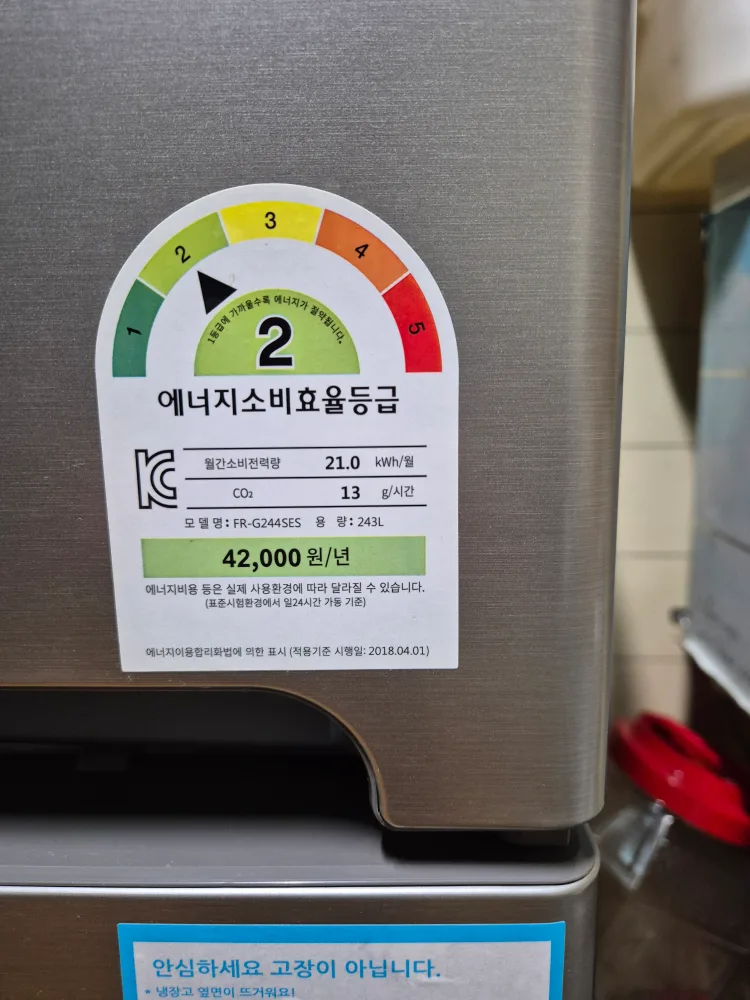 1 2 3 4 5
1등급에 가까울수록 에너지가 절약됩니다.
2
에너지소비효율등급
월간소비전력량 21.0 kWh/월
CO₂ 13 g/시간
모 델 명 : FR-G244SES 용 량 : 243L
42,000 원/년
에너지비용 등은 실제 사용환경에 따라 달라질 수 있습니다.
(표준시험환경에서 일24시간 가동 기준)
에너지이용합리화법에 의한 표시 (적용기준 시행일: 2018.04.01)
안심하세요 고장이 아닙니다.
• 냉장고 옆면이 뜨거워요!